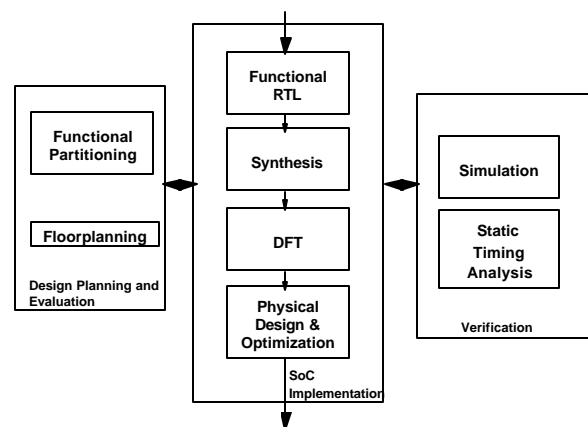 Functional
Partitioning
Floorplanning
Design Planning and
Evaluation
Functional
RTL
Synthesis
DFT
Physical
Design &
Optimization
SoC
Implementation
Simulation
Static
Timing
Analysis
Verification